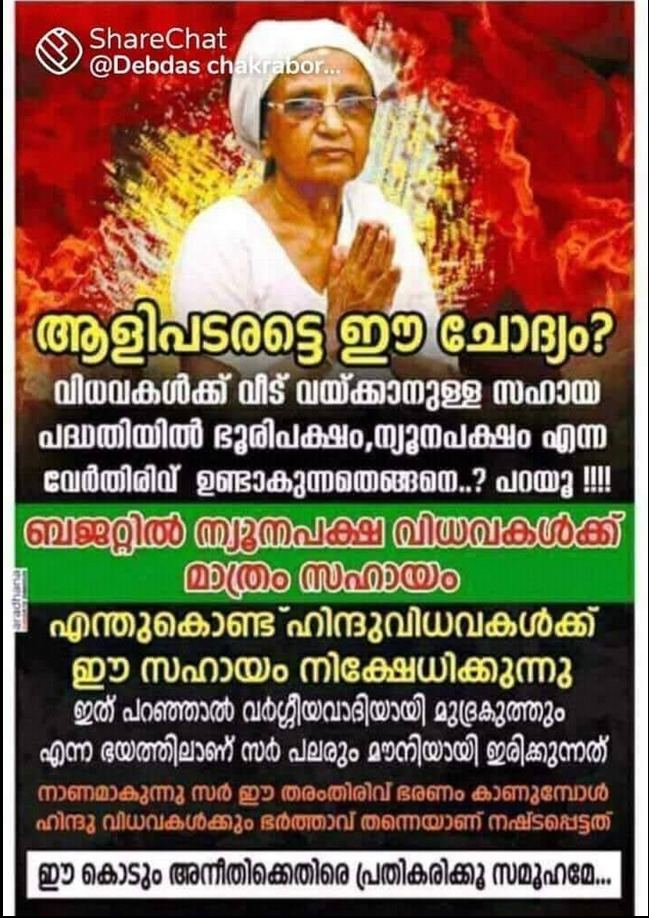 ShareChat
@Debdas chakrabor...
ആളിപടരട്ടെ ഈ ചോദ്യം?
വിധവകൾക്ക് വീട് വയ്ക്കാനുള്ള സഹായ
പദ്ധതിയിൽ ഭൂരിപക്ഷം,ന്യൂനപക്ഷം എന്ന
വേർതിരിവ് ഉണ്ടാകുന്നതെങ്ങനെ..? പറയൂ !!!!
ബജറ്റിൽ ന്യൂനപക്ഷ വിധവകൾക്ക്
മാത്രം സഹായം
aradhana
എന്തുകൊണ്ട് ഹിന്ദുവിധവകൾക്ക്
ഈ സഹായം നിക്ഷേധിക്കുന്നു
ഇത് പറഞ്ഞാൽ വർഗ്ഗീയവാദിയായി മുദ്രകുത്തും
എന്ന ഭയത്തിലാണ് സർ പലരും മൗനിയായി ഇരിക്കുന്നത്
നാണമാകുന്നു സർ ഈ തരംതിരിവ് ഭരണം കാണുമ്പോൾ
ഹിന്ദു വിധവകൾക്കും ഭർത്താവ് തന്നെയാണ് നഷ്ടപ്പെട്ടത്
ഈ കൊടും അനീതിക്കെതിരെ പ്രതികരിക്കൂ സമൂഹമേ...